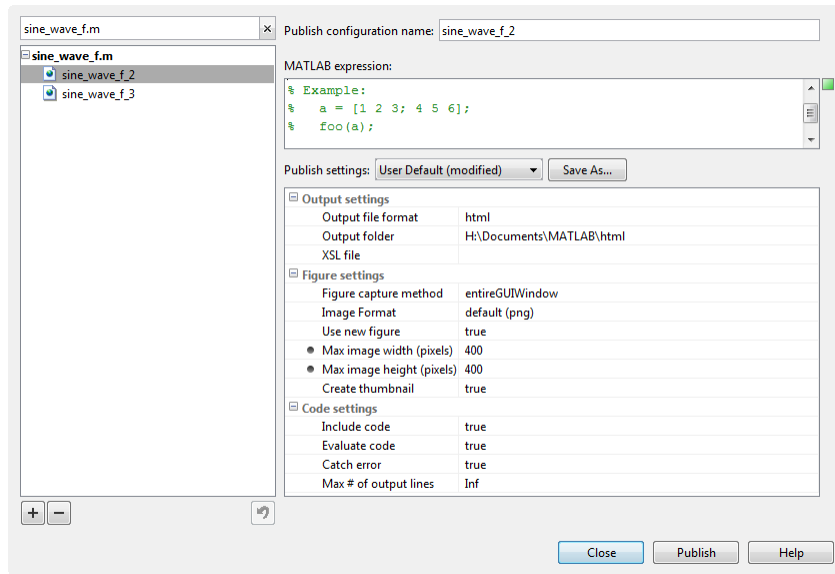 sine_wave_f.m
sine_wave_f.m
sine_wave_f_2
sine_wave_f_3
Publish configuration name: sine_wave_f_2
MATLAB expression:
% Example:
%   a = [1 2 3; 4 5 6];
%   foo(a);
Publish settings: User Default (modified) Save As...
Output settings
Output file format html
Output folder H:\Documents\MATLAB\html
XSL file
Figure settings
Figure capture method entireGUIWindow
Image Format default (png)
Use new figure true
Max image width (pixels) 400
Max image height (pixels) 400
Create thumbnail true
Code settings
Include code true
Evaluate code true
Catch error true
Max # of output lines Inf
Close Publish Help